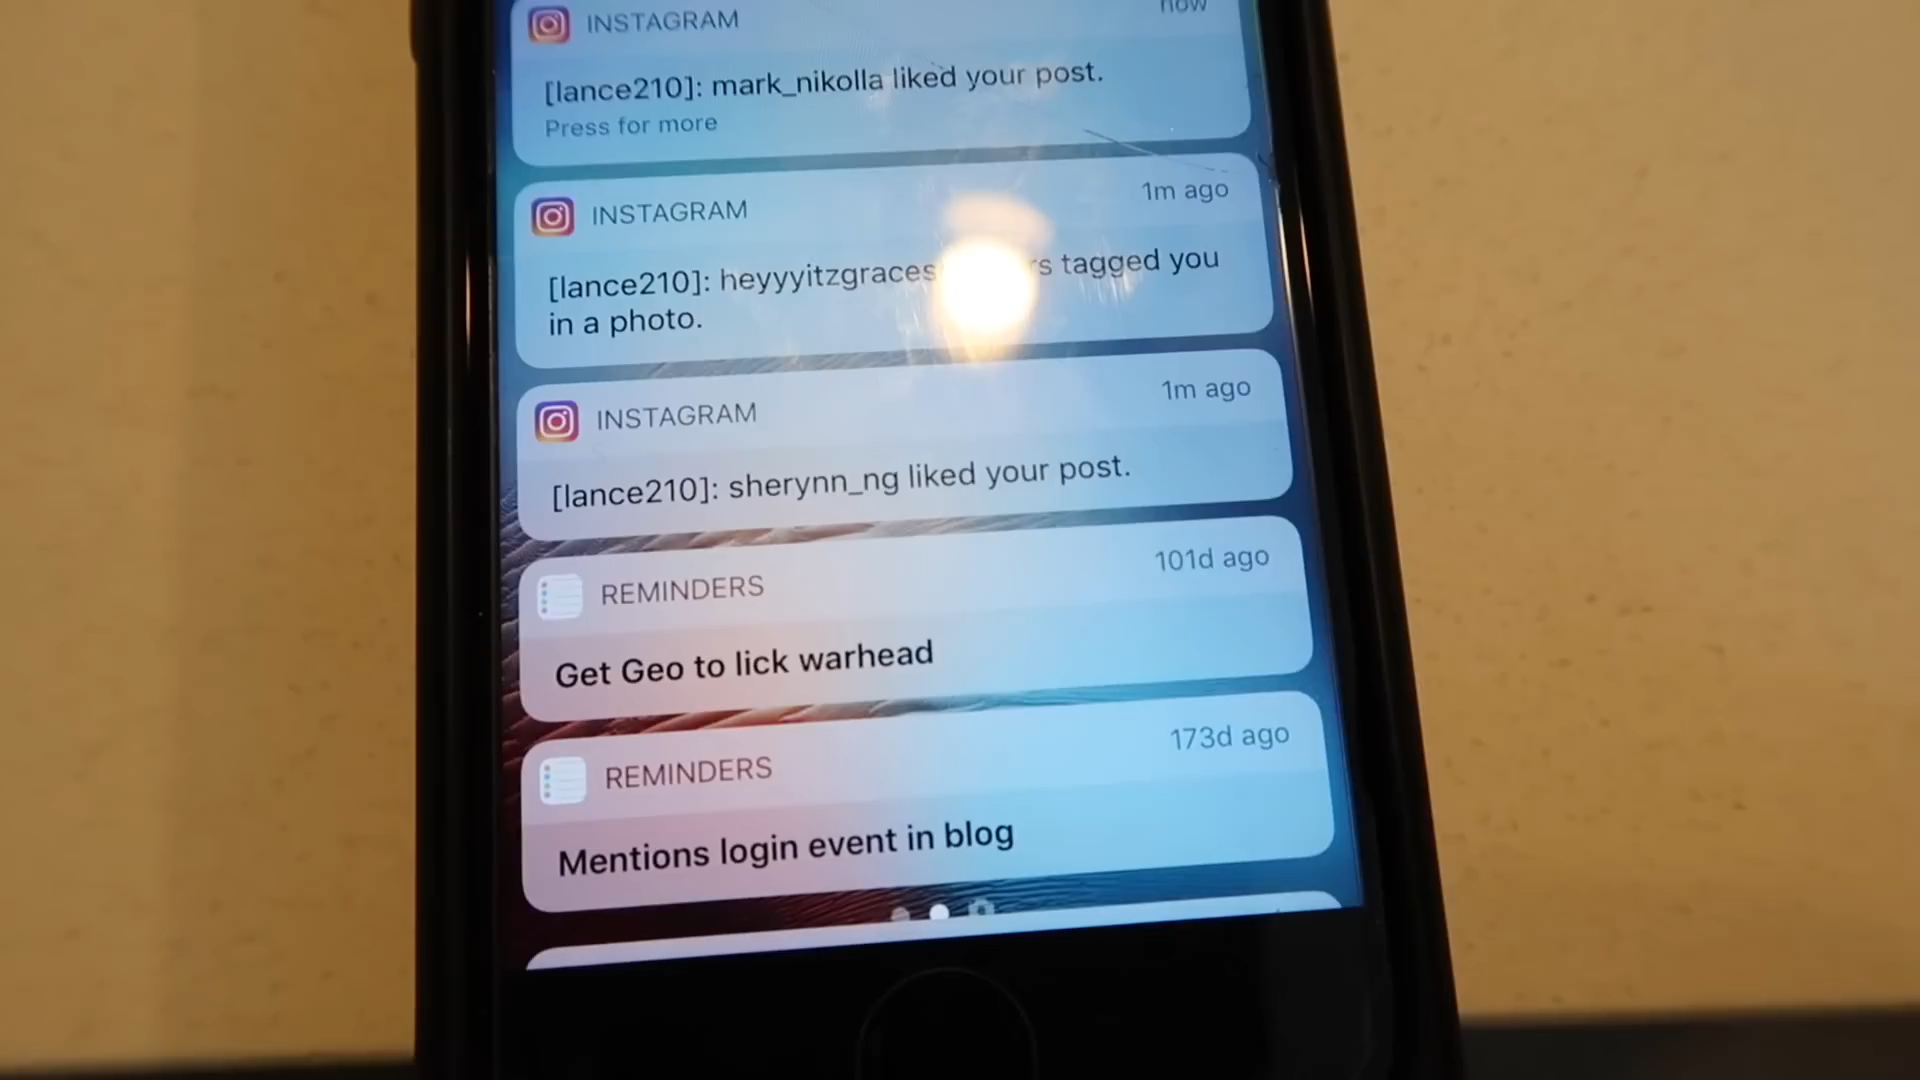 INSTAGRAM
now
[lance210]: mark_nikolla liked your post.
Press for more
INSTAGRAM
1m ago
[lance210]: tagged you
in a photo.
INSTAGRAM
1m ago
[lance210]: sherynn_ng liked your post.
REMINDERS
101d ago
Get Geo to lick warhead
REMINDERS
173d ago
Mentions login event in blog